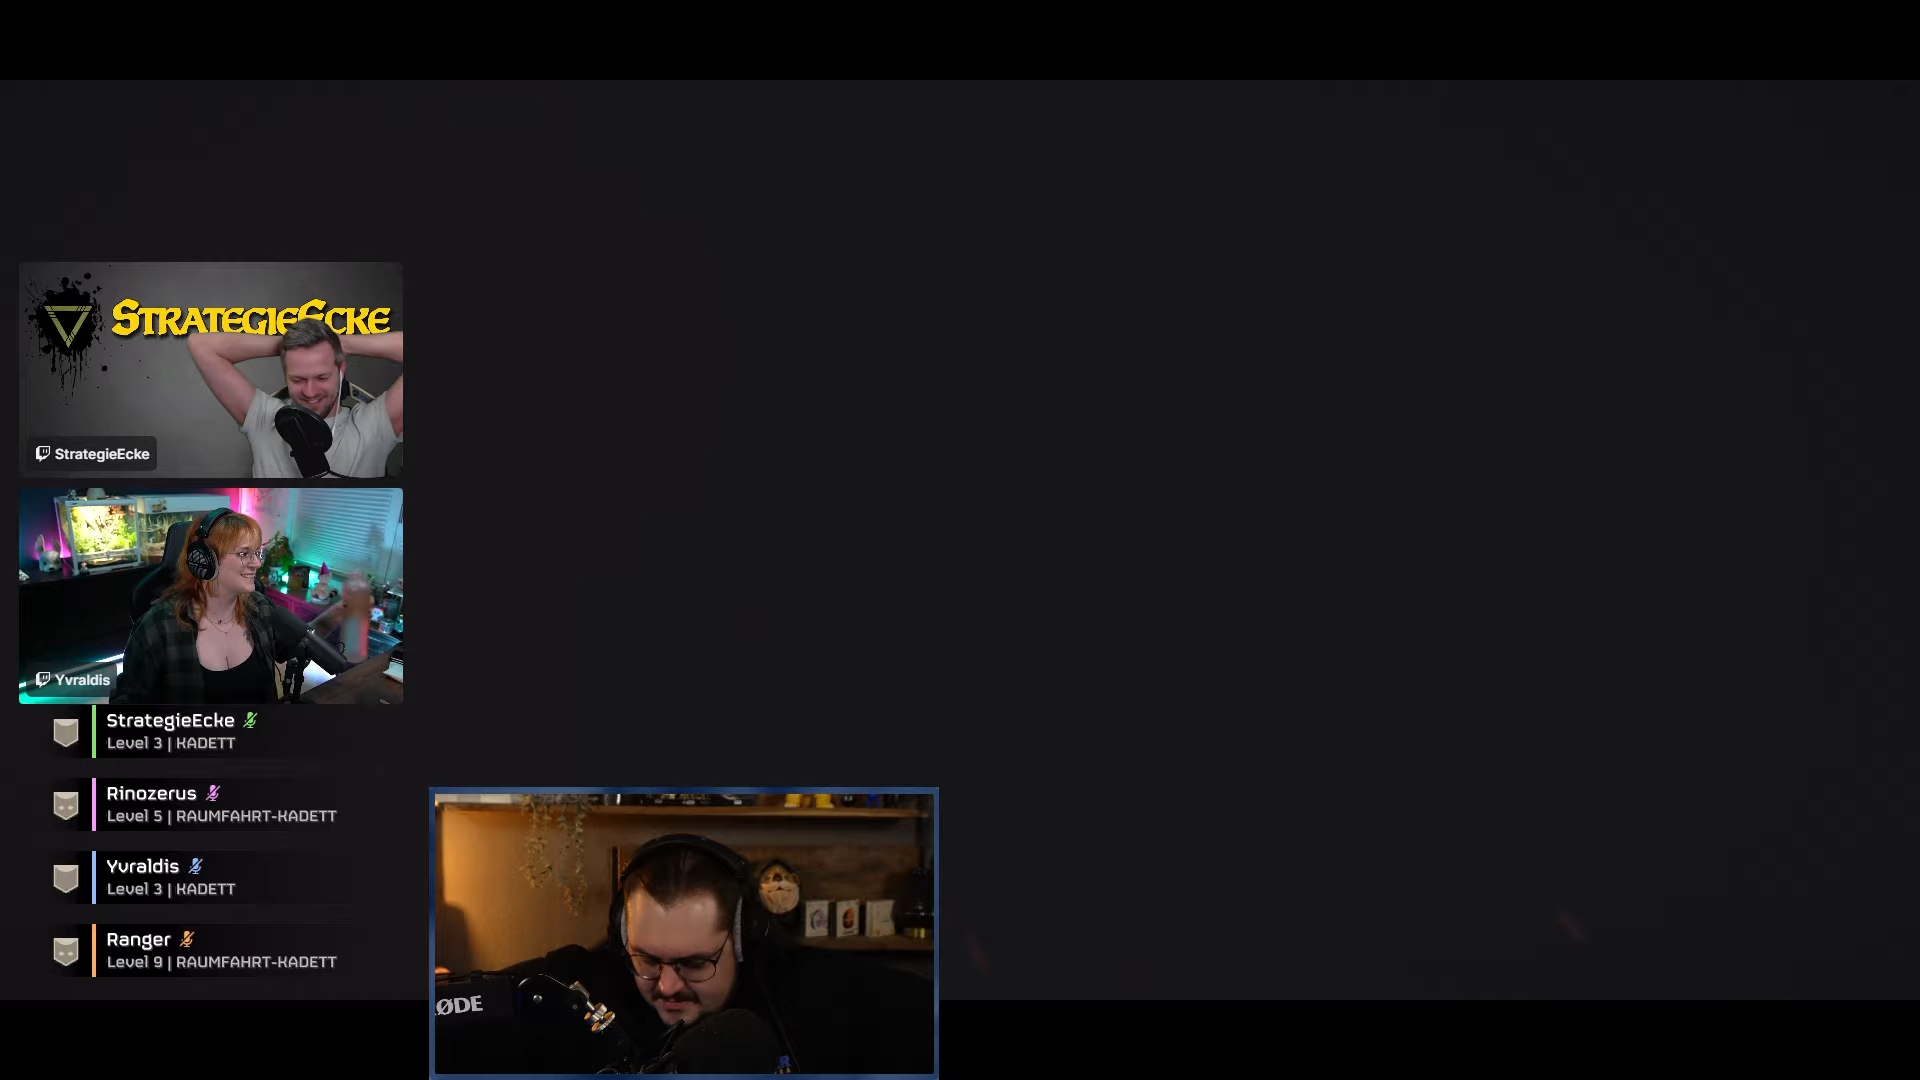 StrategieEcke
StrategieEcke
Yvraldis
StrategieEcke
Level 3 | KADETT
Rinozerus
Level 5 | RAUMFAHRT-KADETT
Yvraldis
Level 3 | KADETT
Ranger
Level 9 | RAUMFAHRT-KADETT
RØDE